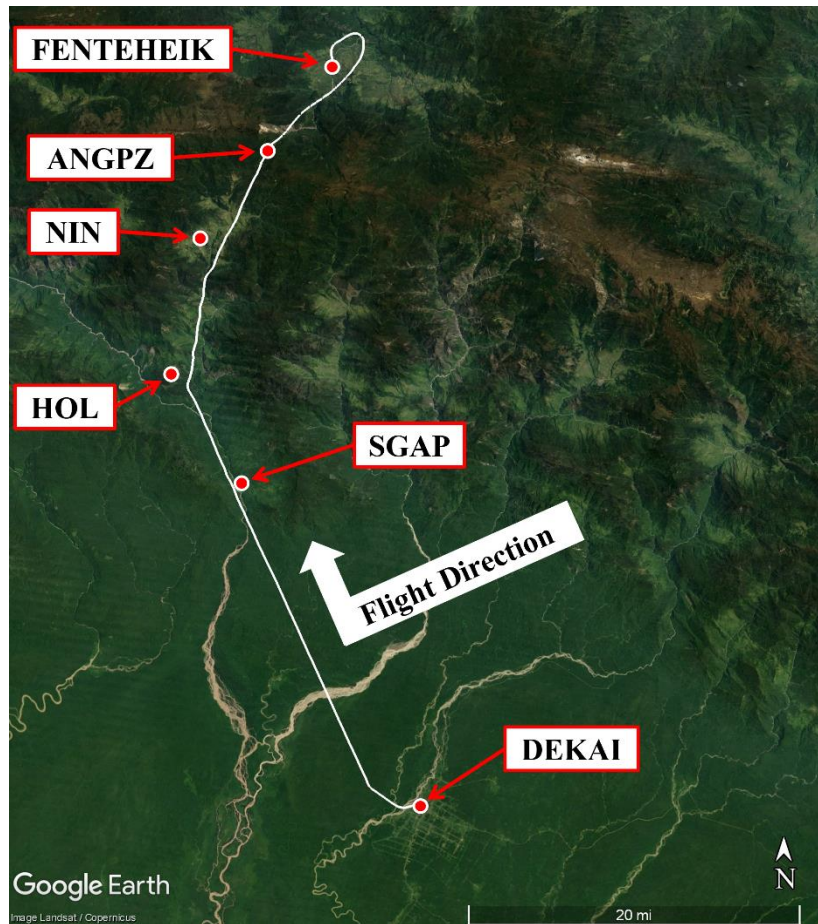 FENTEHEIK
ANGPZ
NIN
HOL
SGAP
Flight Direction
DEKAI
N
Google Earth
Image Landsat / Copernicus
20 mi